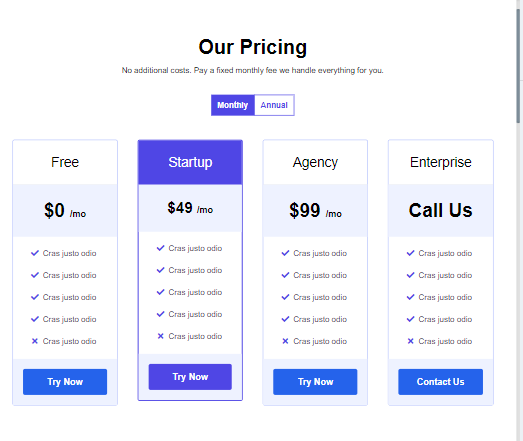 Our Pricing
No additional costs. Pay a fixed monthly fee we handle everything for you.
Monthly Annual
Free
$0 /mo
Cras justo odio
Cras justo odio
Cras justo odio
Cras justo odio
Cras justo odio
Try Now
Startup
$49 /mo
Cras justo odio
Cras justo odio
Cras justo odio
Cras justo odio
Cras justo odio
Try Now
Agency
$99 /mo
Cras justo odio
Cras justo odio
Cras justo odio
Cras justo odio
Cras justo odio
Try Now
Enterprise
Call Us
Cras justo odio
Cras justo odio
Cras justo odio
Cras justo odio
Cras justo odio
Contact Us